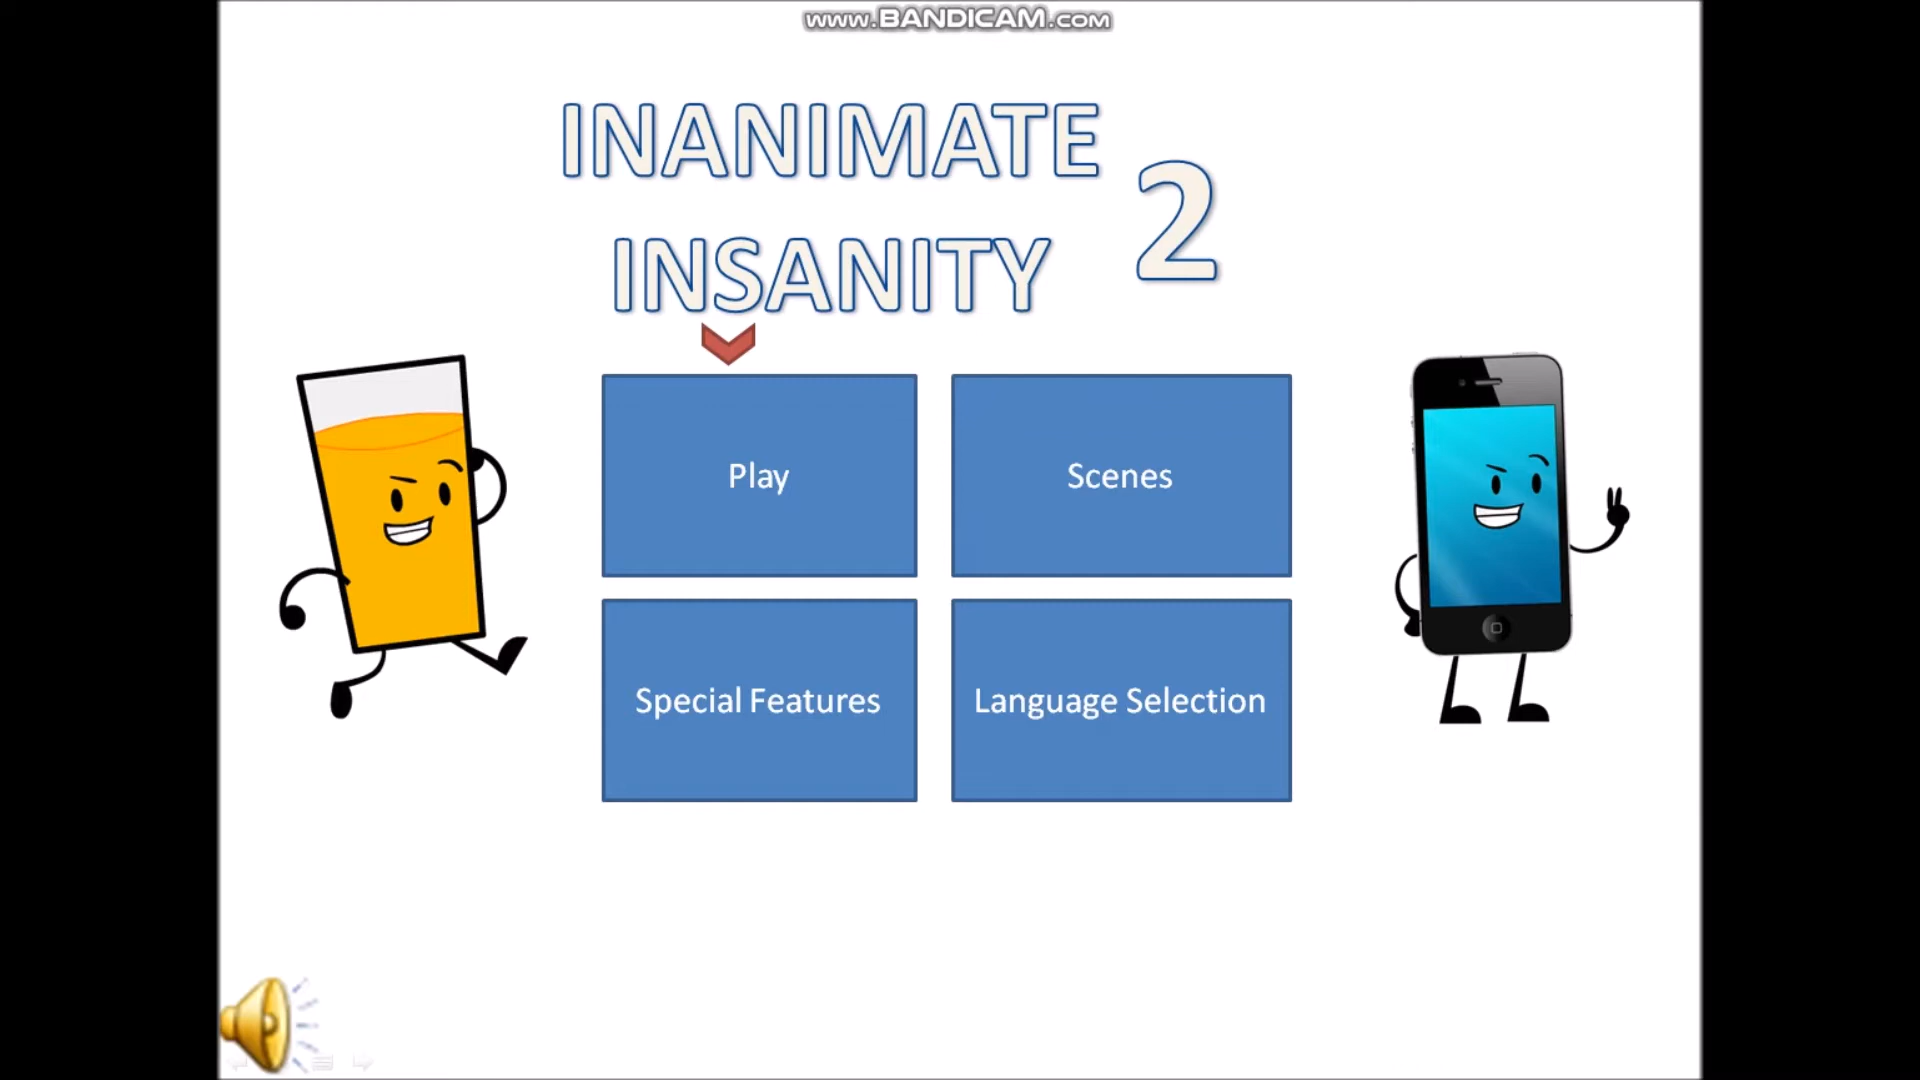 www.BANDICAM.com
INANIMATE
INSANITY
2
Play
Scenes
Special Features
Language Selection